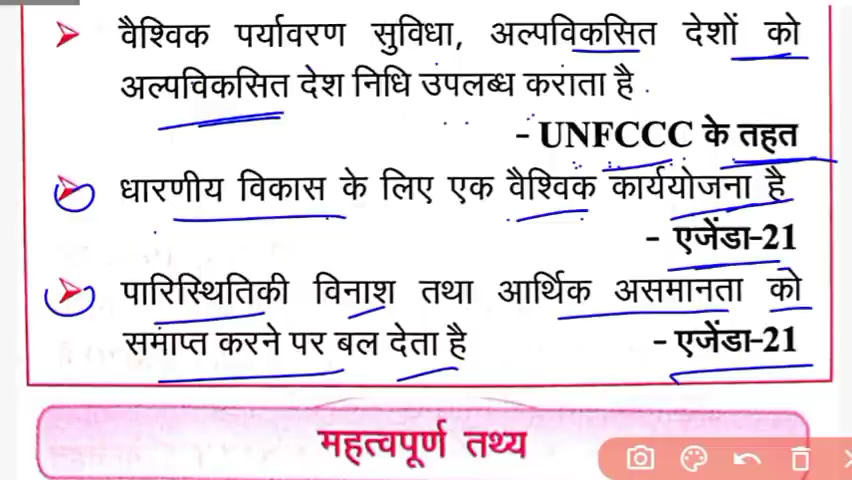 वैश्विक पर्यावरण सुविधा, अल्पविकसित देशों को
अल्पविकसित देश निधि उपलब्ध कराता है
- UNFCCC के तहत
धारणीय विकास के लिए एक वैश्विक कार्ययोजना है
- एजेंडा-21
पारिस्थितिकी विनाश तथा आर्थिक असमानता को
समाप्त करने पर बल देता है - एजेंडा-21
महत्वपूर्ण तथ्य